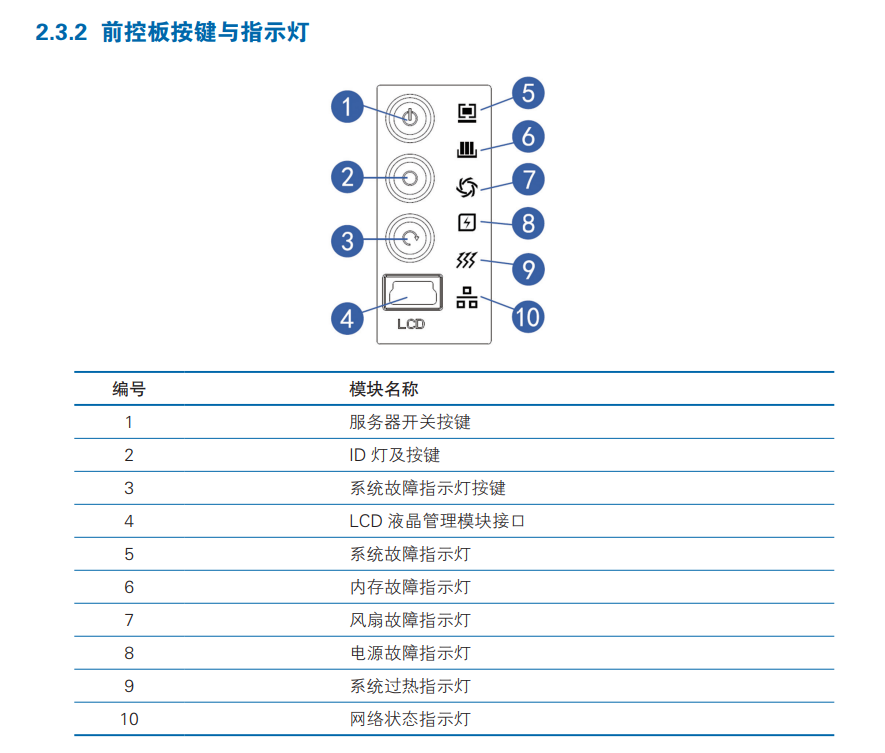 2.3.2 前控板按键与指示灯
1
2
3
4
LCD
5
6
7
8
9
10
编号 模块名称
1 服务器开关按键
2 ID 灯及按键
3 系统故障指示灯按键
4 LCD 液晶管理模块接口
5 系统故障指示灯
6 内存故障指示灯
7 风扇故障指示灯
8 电源故障指示灯
9 系统过热指示灯
10 网络状态指示灯